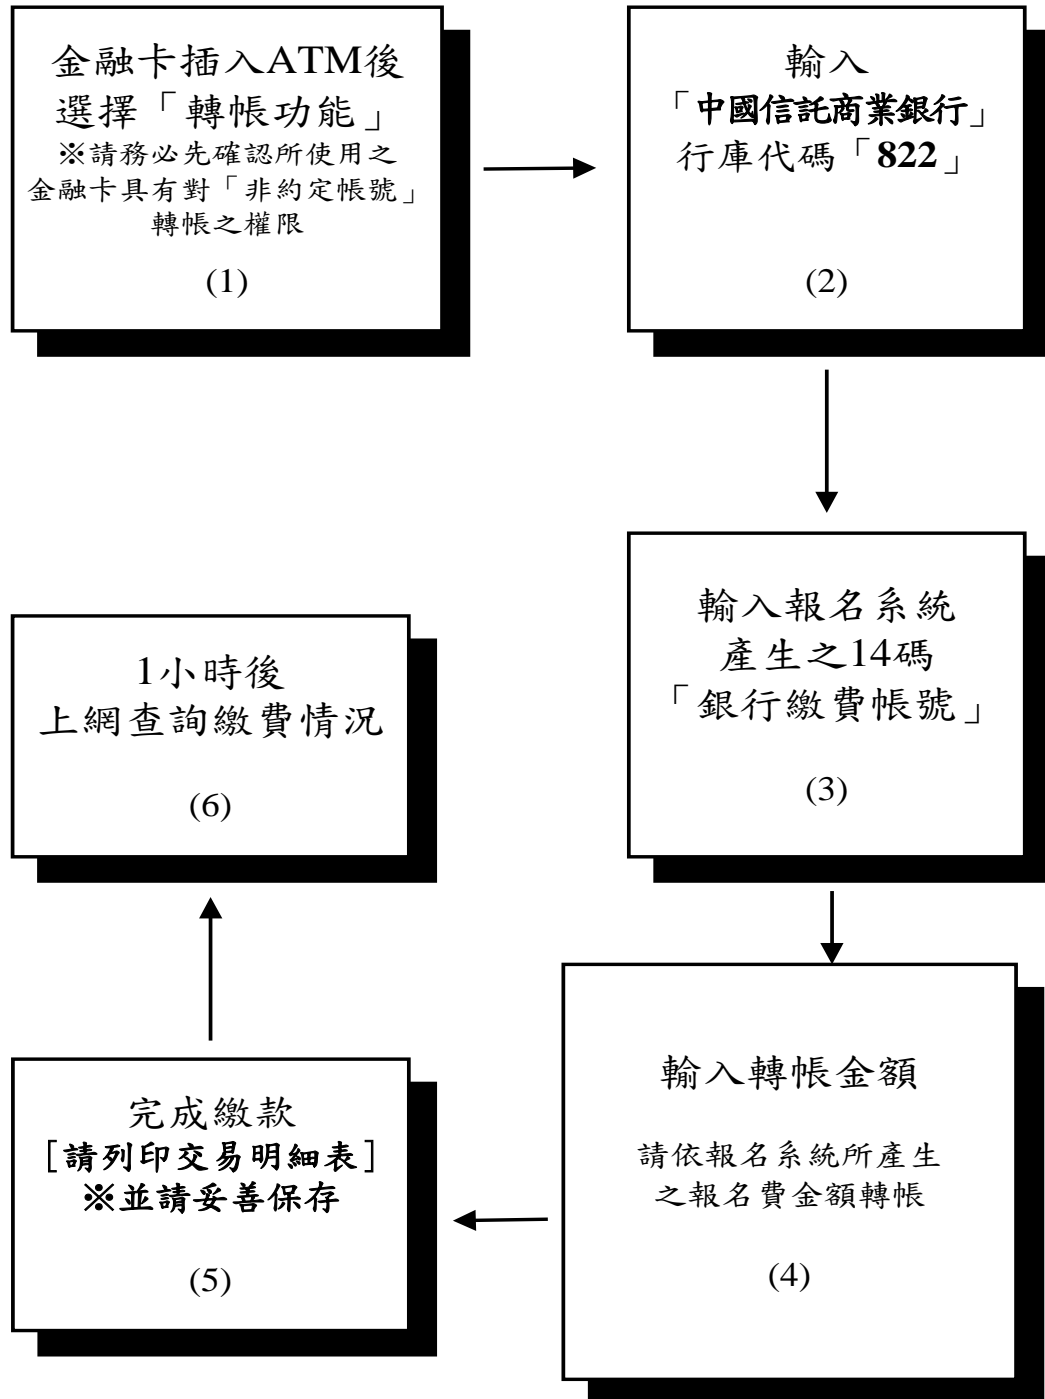 金融卡插入ATM後
選擇「轉帳功能」
※請務必先確認所使用之
金融卡具有對「非約定帳號」
轉帳之權限
(1)
輸入
「中國信託商業銀行」
行庫代碼「822」
(2)
輸入報名系統
產生之14碼
「銀行繳費帳號」
(3)
輸入轉帳金額
請依報名系統所產生
之報名費金額轉帳
(4)
完成繳款
[請列印交易明細表]
※並請妥善保存
(5)
1小時後
上網查詢繳費情況
(6)